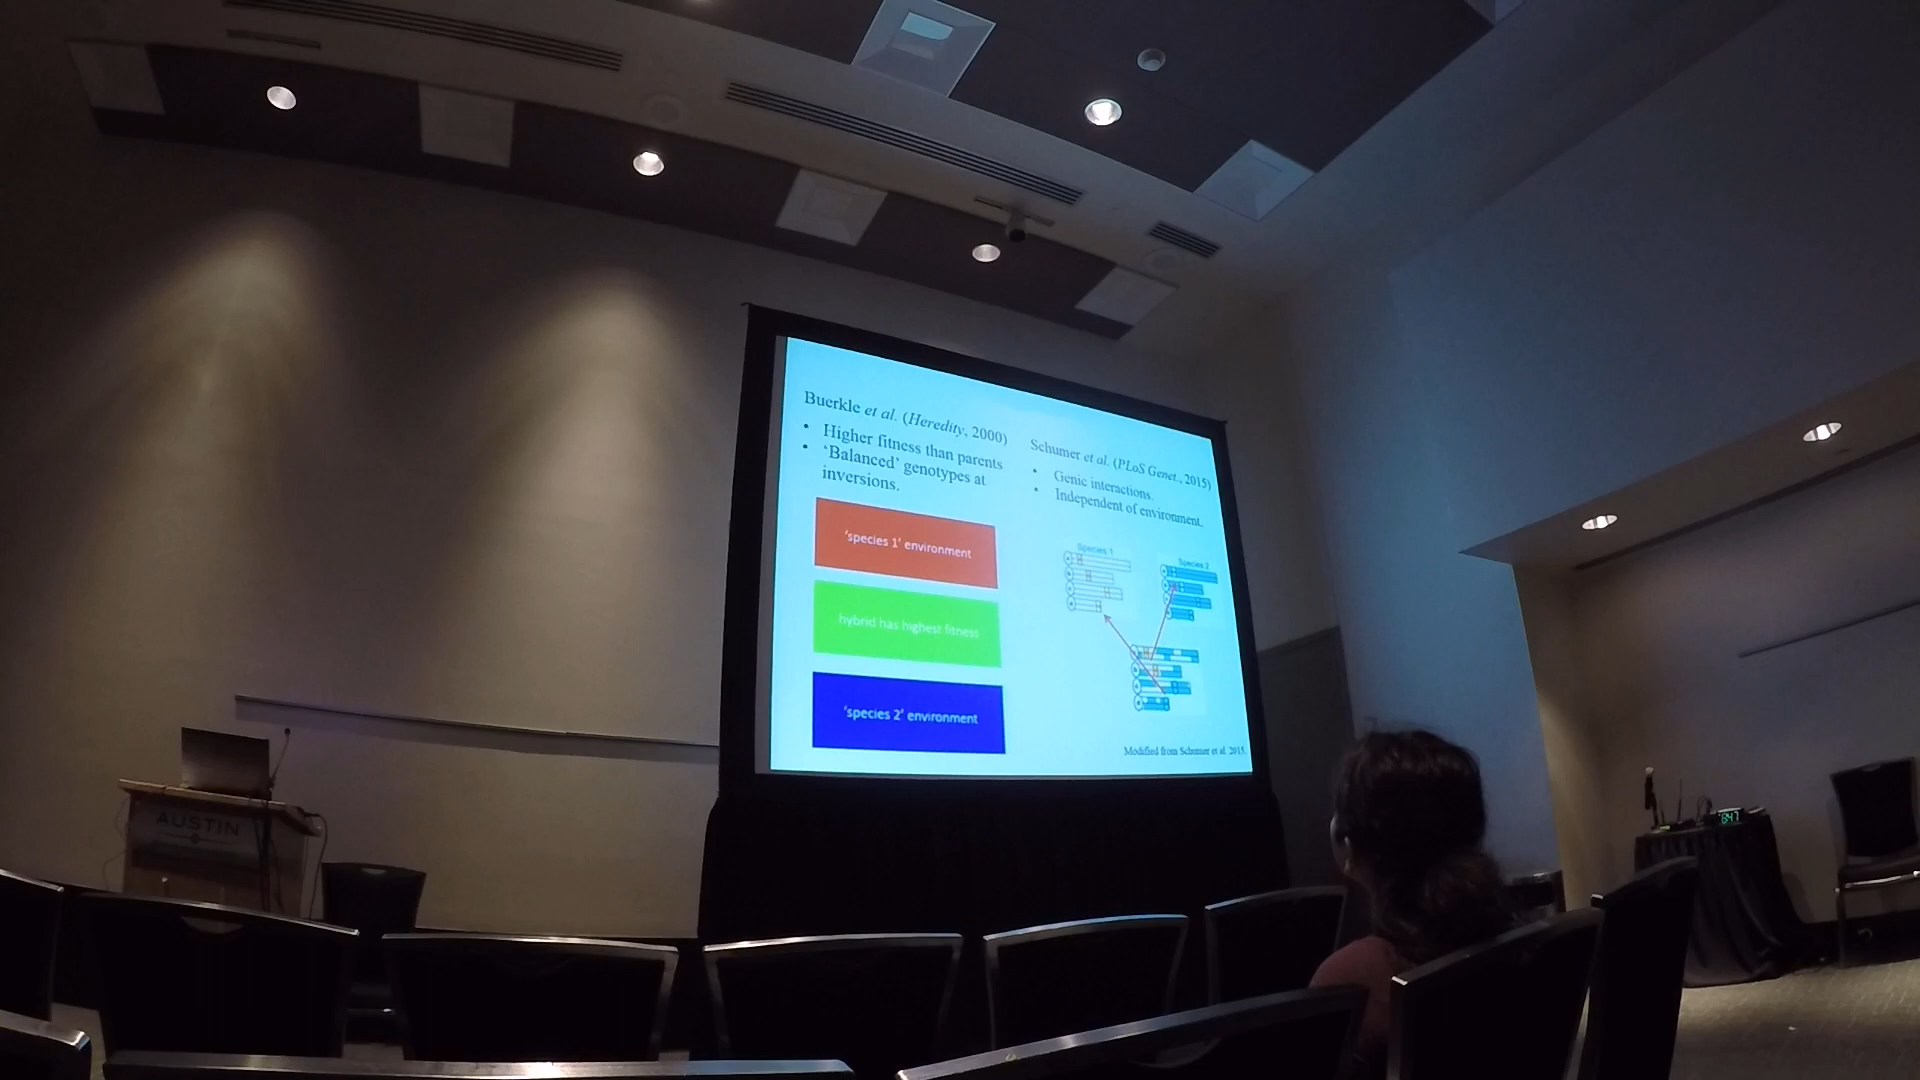 Buerkle et al. (Heredity, 2000)
• Higher fitness than parents
• 'Balanced' genotypes at
inversions.
'species 1' environment
hybrid has highest fitness
'species 2' environment
Schumer et al. (PLoS Genet., 2015)
• Genic interactions.
• Independent of environment.
Species 1
Species 2
Modified from Schumer et al. 2015.
AUSTIN